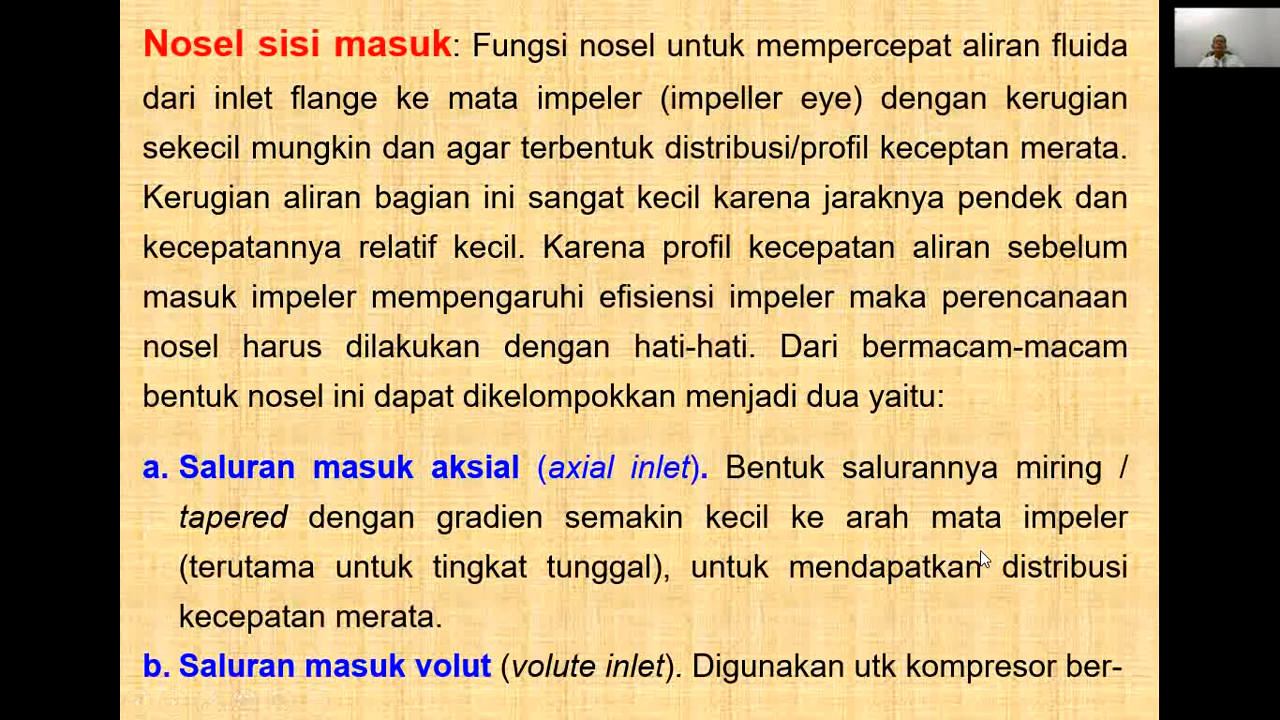 Nosel sisi masuk: Fungsi nosel untuk mempercepat aliran fluida
dari inlet flange ke mata impeler (impeller eye) dengan kerugian
sekecil mungkin dan agar terbentuk distribusi/profil keceptan merata.
Kerugian aliran bagian ini sangat kecil karena jaraknya pendek dan
kecepatannya relatif kecil. Karena profil kecepatan aliran sebelum
masuk impeler mempengaruhi efisiensi impeler maka perencanaan
nosel harus dilakukan dengan hati-hati. Dari bermacam-macam
bentuk nosel ini dapat dikelompokkan menjadi dua yaitu:
a. Saluran masuk aksial (axial inlet). Bentuk salurannya miring /
tapered dengan gradien semakin kecil ke arah mata impeler
(terutama untuk tingkat tunggal), untuk mendapatkan distribusi
kecepatan merata.
b. Saluran masuk volut (volute inlet). Digunakan utk kompresor ber-